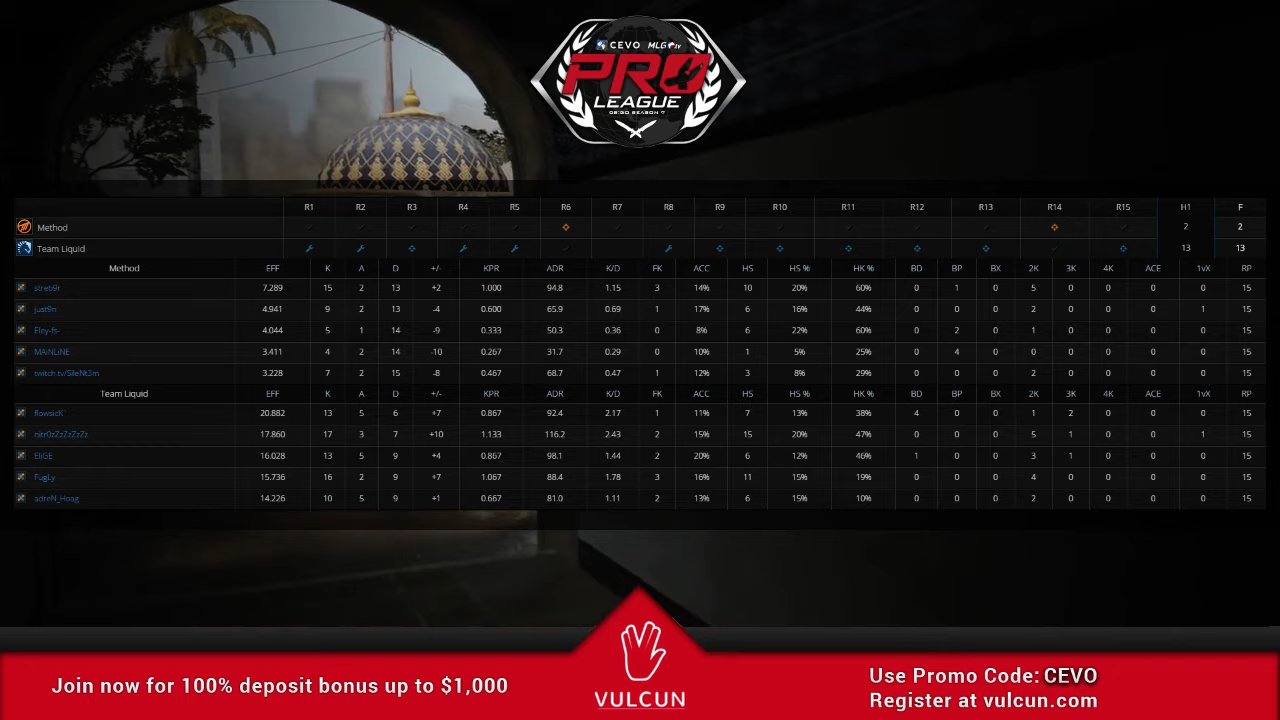 CEVO MLG.tv
PRO
LEAGUE
CS:GO SEASON 7
R1 R2 R3 R4 R5 R6 R7 R8 R9 R10 R11 R12 R13 R14 R15 H1 F
Method 2 2
Team Liquid 13 13
Method EFF K A D +/- KPR ADR K/D FK ACC HS HS % HK % BD BP BX 2K 3K 4K ACE 1vX RP
streb9r 7.289 15 2 13 +2 1.000 94.8 1.15 3 14% 10 20% 60% 0 1 0 5 0 0 0 0 15
just9n 4.941 9 2 13 -4 0.600 65.9 0.69 1 17% 6 16% 44% 0 0 0 2 0 0 0 1 15
Eley-fs- 4.044 5 1 14 -9 0.333 50.3 0.36 0 8% 6 22% 60% 0 2 0 1 0 0 0 0 15
MAiNLiNE 3.411 4 2 14 -10 0.267 31.7 0.29 0 10% 1 5% 25% 0 4 0 0 0 0 0 0 15
twitch.tv/SileNt3m 3.228 7 2 15 -8 0.467 68.7 0.47 1 12% 3 8% 29% 0 0 0 2 0 0 0 0 15
Team Liquid EFF K A D +/- KPR ADR K/D FK ACC HS HS % HK % BD BP BX 2K 3K 4K ACE 1vX RP
flowsicK 20.882 13 5 6 +7 0.867 92.4 2.17 1 11% 7 13% 38% 4 0 0 1 2 0 0 0 15
nitr0zZzZzZzZz 17.860 17 3 7 +10 1.133 116.2 2.43 2 15% 15 20% 47% 0 0 0 5 1 0 0 1 15
EliGE 16.028 13 5 9 +4 0.867 98.1 1.44 2 20% 6 12% 46% 1 0 0 3 1 0 0 0 15
FugLy 15.736 16 2 9 +7 1.067 88.4 1.78 3 16% 11 15% 19% 0 0 0 4 0 0 0 0 15
adreN_Hoag 14.226 10 5 9 +1 0.667 81.0 1.11 2 13% 6 15% 10% 0 0 0 2 0 0 0 0 15
Join now for 100% deposit bonus up to $1,000
VULCUN
Use Promo Code: CEVO
Register at vulcun.com